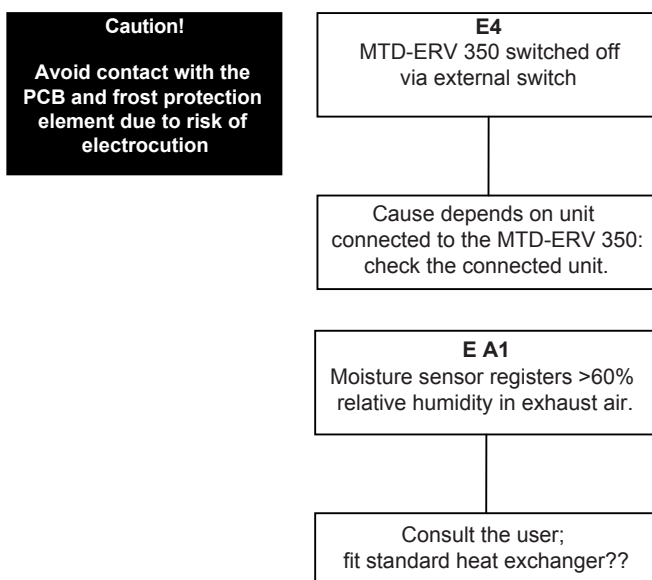 Caution!
Avoid contact with the
PCB and frost protection
element due to risk of
electrocution
E4
MTD-ERV 350 switched off
via external switch
Cause depends on unit
connected to the MTD-ERV 350:
check the connected unit.
E A1
Moisture sensor registers >60%
relative humidity in exhaust air.
Consult the user;
fit standard heat exchanger??